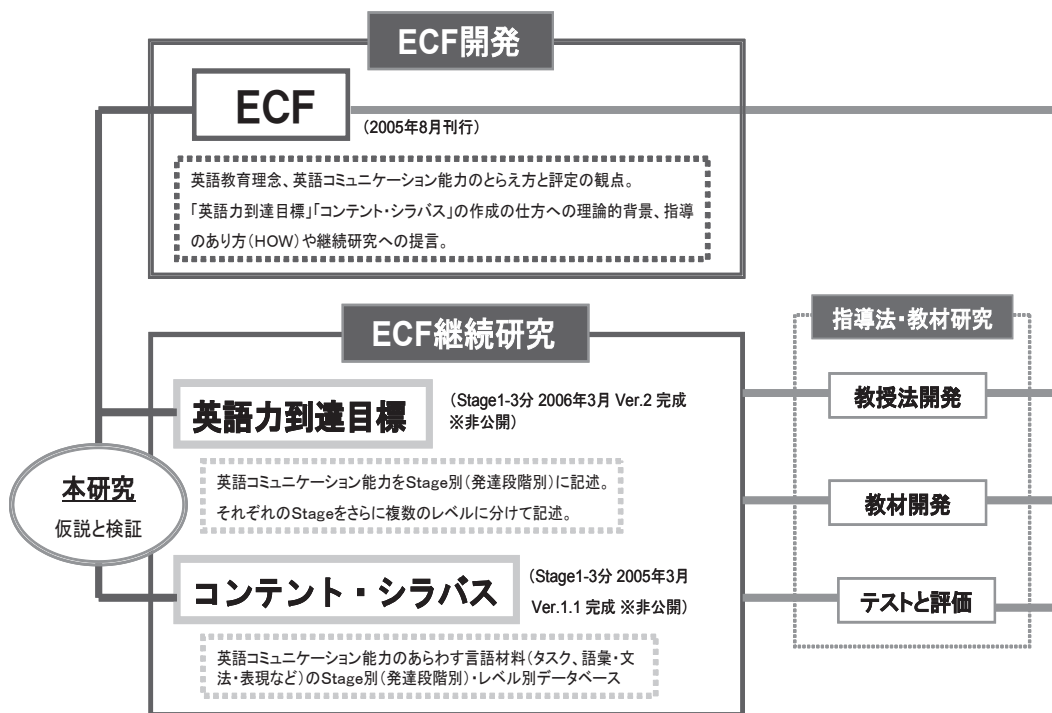 ECF開発
ECF
(2005年8月刊行)
英語教育理念、英語コミュニケーション能力のとらえ方と評定の観点。
「英語力到達目標」「コンテント・シラバス」の作成の仕方への理論的背景、指導
のあり方(HOW)や継続研究への提言。
ECF継続研究
英語力到達目標
(Stage1-3分 2006年3月 Ver.2 完成
※非公開)
英語コミュニケーション能力をStage別(発達段階別)に記述。
それぞれのStageをさらに複数のレベルに分けて記述。
本研究
仮説と検証
コンテント・シラバス
(Stage1-3分 2005年3月
Ver.1.1 完成 ※非公開)
英語コミュニケーション能力のあらわす言語材料(タスク、語彙・文
法・表現など)のStage別(発達段階別)・レベル別データベース
指導法・教材研究
教授法開発
教材開発
テストと評価